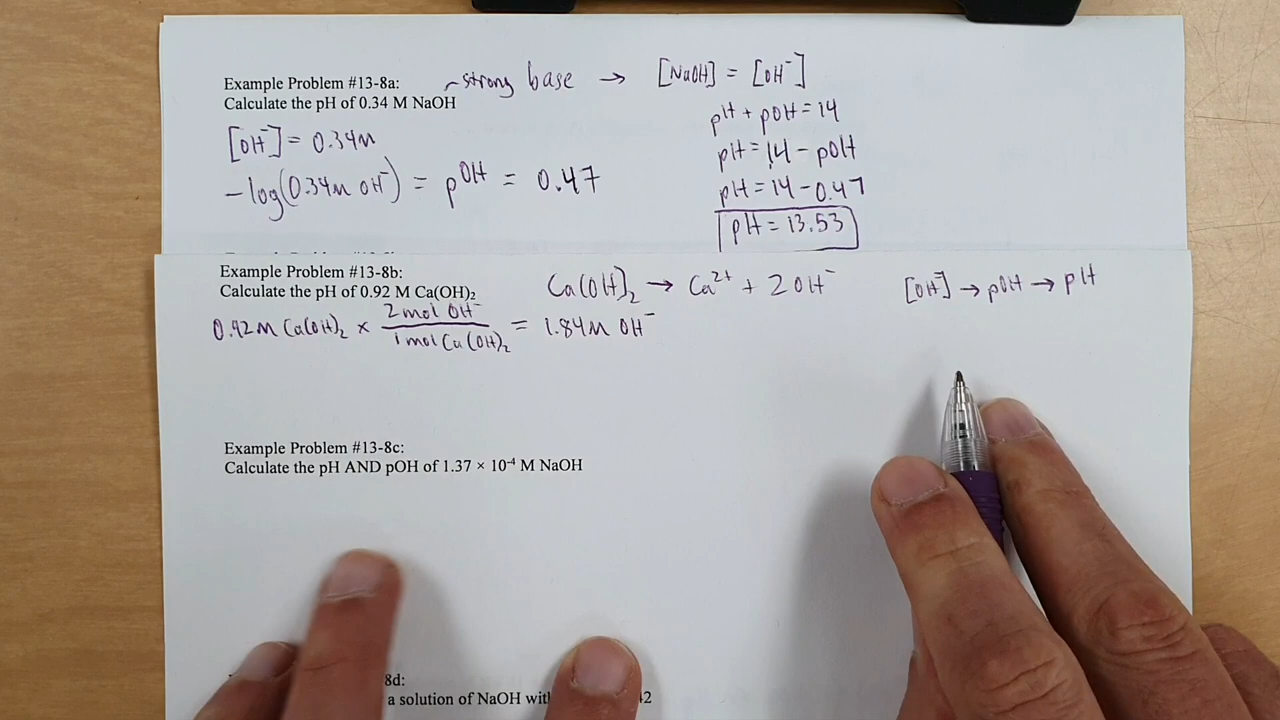 Example Problem #13-8a: strong base → [NaOH] = [OH⁻]
Calculate the pH of 0.34 M NaOH
pH + pOH = 14
[OH⁻] = 0.34M
pH = 14 - pOH
-log(0.34M OH⁻) = pOH = 0.47
pH = 14 - 0.47
pH = 13.53
Example Problem #13-8b:
Calculate the pH of 0.92 M Ca(OH)₂
Ca(OH)₂ → Ca²⁺ + 2OH⁻
[OH⁻] → pOH → pH
0.92M Ca(OH)₂ × 2 mol OH⁻ / 1 mol Ca(OH)₂ = 1.84M OH⁻
Example Problem #13-8c:
Calculate the pH AND pOH of 1.37 × 10⁻⁴ M NaOH
8d:
a solution of NaOH 42